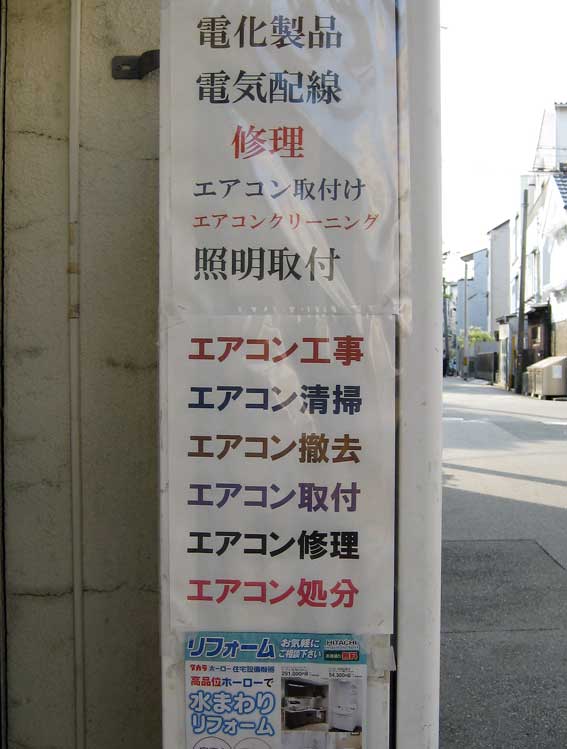 電化製品
電気配線
修理
エアコン取付け
エアコンクリーニング
照明取付
エアコン工事
エアコン清掃
エアコン撤去
エアコン取付
エアコン修理
エアコン処分
リフォーム
お気軽に
ご相談下さい
HITACHI
無料
タカラ ホーロー住宅設備機器
高品位ホーローで
水まわり
リフォーム